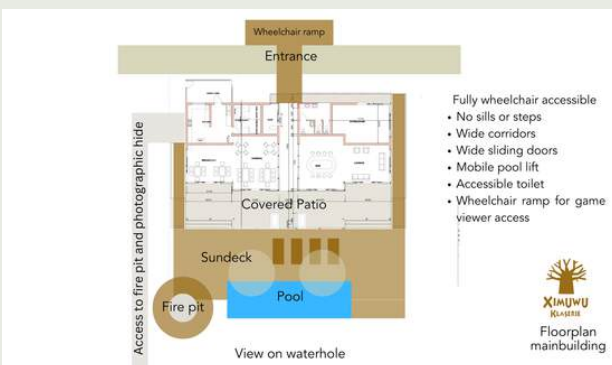 Wheelchair ramp
Entrance
Access to fire pit and photographic hide
Covered Patio
Sundeck
Pool
Fire pit
View on waterhole
Fully wheelchair accessible
• No sills or steps
• Wide corridors
• Wide sliding doors
• Mobile pool lift
• Accessible toilet
• Wheelchair ramp for game
viewer access
XIMUWU
KLASERIE
Floorplan
mainbuilding